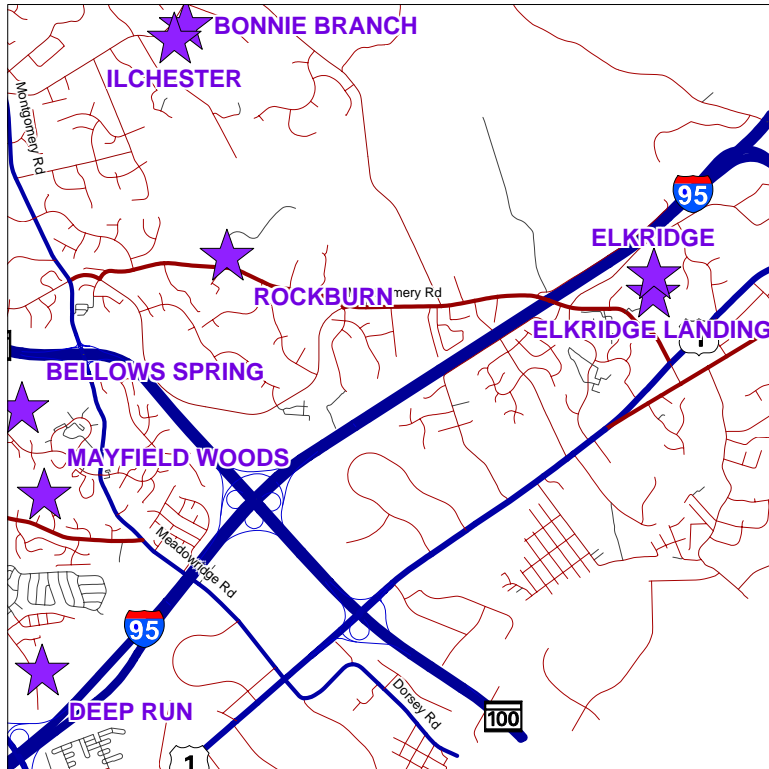 BONNIE BRANCH
ILCHESTER
Montgomery Rd
95
ELKRIDGE
ROCKBURN
mery Rd
ELKRIDGE LANDING
1
BELLOWS SPRING
MAYFIELD WOODS
Meadowridge Rd
95
DEEP RUN
Dorsey Rd
100
1